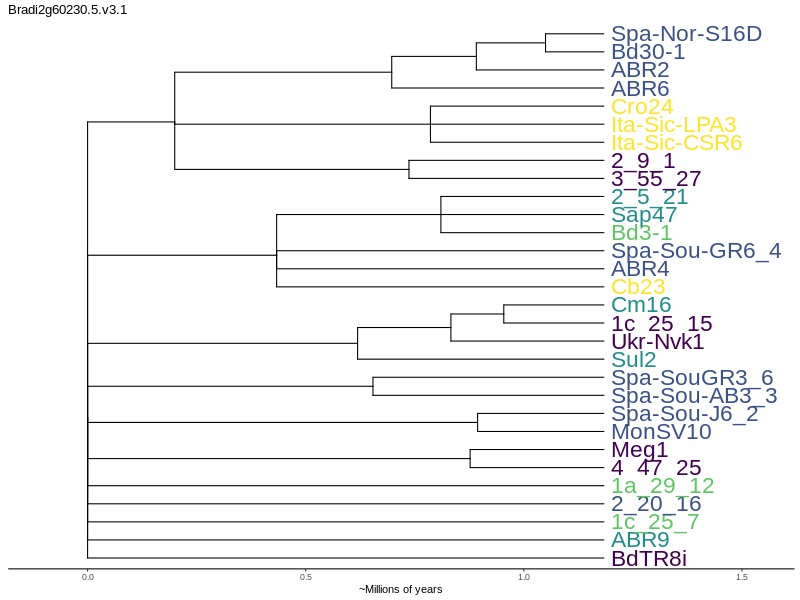 Bradi2g60230.5.v3.1
Spa-Nor-S16D
Bd30-1
ABR2
ABR6
Cro24
Ita-Sic-LPA3
Ita-Sic-CSR6
2_9_1
3_55_27
2_5_21
Sap47
Bd3-1
Spa-Sou-GR6_4
ABR4
Cb23
Cm16
1c_25_15
Ukr-Nvk1
Sul2
Spa-SouGR3_6
Spa-Sou-AB3_3
Spa-Sou-J6_2
MonSV10
Meg1
4_47_25
1a_29_12
2_20_16
1c_25_7
ABR9
BdTR8i
0.0 0.5 1.0 1.5
~Millions of years